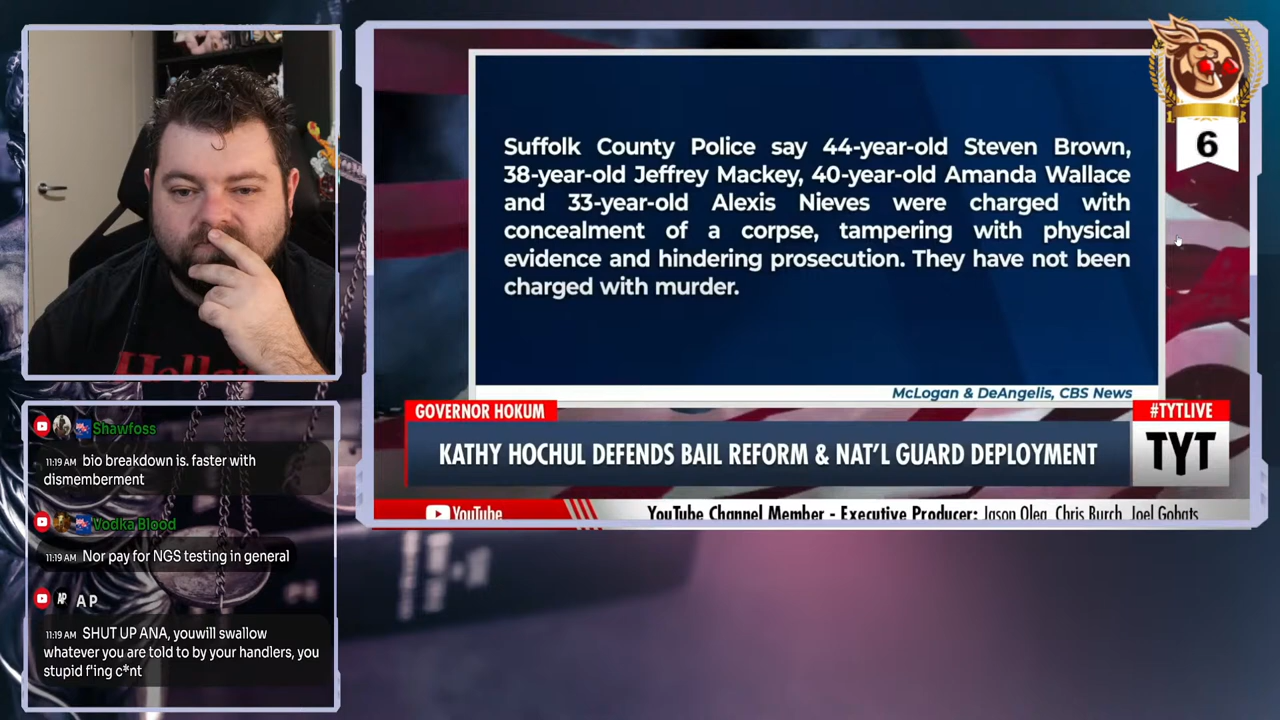 Suffolk County Police say 44-year-old Steven Brown,
38-year-old Jeffrey Mackey, 40-year-old Amanda Wallace
and 33-year-old Alexis Nieves were charged with
concealment of a corpse, tampering with physical
evidence and hindering prosecution. They have not been
charged with murder.
McLogan & DeAngelis, CBS News
GOVERNOR HOKUM
#TYTLIVE
KATHY HOCHUL DEFENDS BAIL REFORM & NAT'L GUARD DEPLOYMENT
TYT
YouTube
YouTube Channel Member - Executive Producer: Jason Oleg, Chris Burch, Joel Gobats
6
Shawfoss
11:19 AM bio breakdown is. faster with
dismemberment
Vodka Blood
11:19 AM Nor pay for NGS testing in general
AP
A P
11:19 AM SHUT UP ANA, youwill swallow
whatever you are told to by your handlers, you
stupid f'ing c*nt